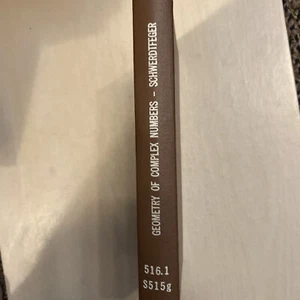 GEOMETRY OF COMPLEX NUMBERS - SCHWERDTFEGER
516.1
S515g